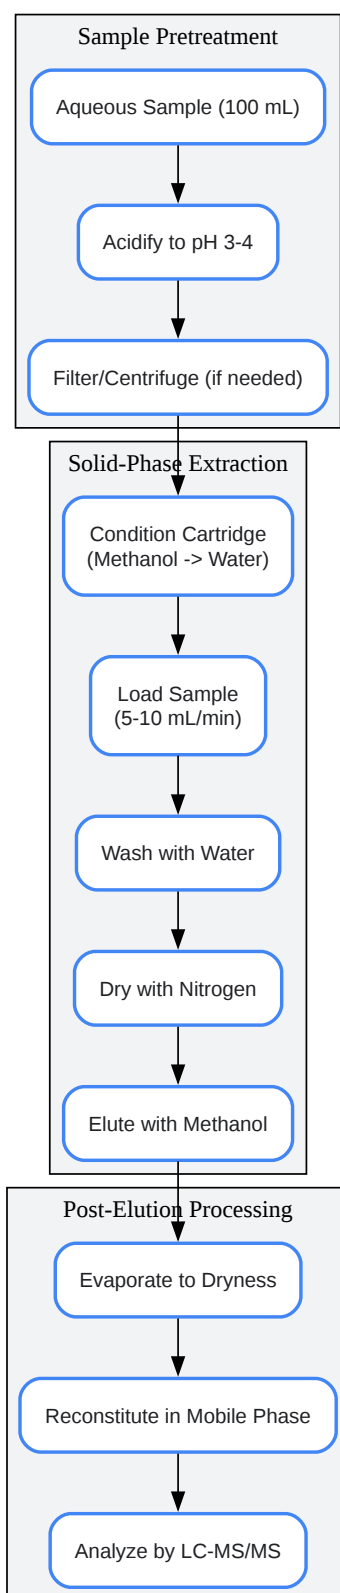 Sample Pretreatment
Aqueous Sample (100 mL)
Acidify to pH 3-4
Filter/Centrifuge (if needed)
Solid-Phase Extraction
Condition Cartridge
(Methanol -> Water)
Load Sample
(5-10 mL/min)
Wash with Water
Dry with Nitrogen
Elute with Methanol
Post-Elution Processing
Evaporate to Dryness
Reconstitute in Mobile Phase
Analyze by LC-MS/MS